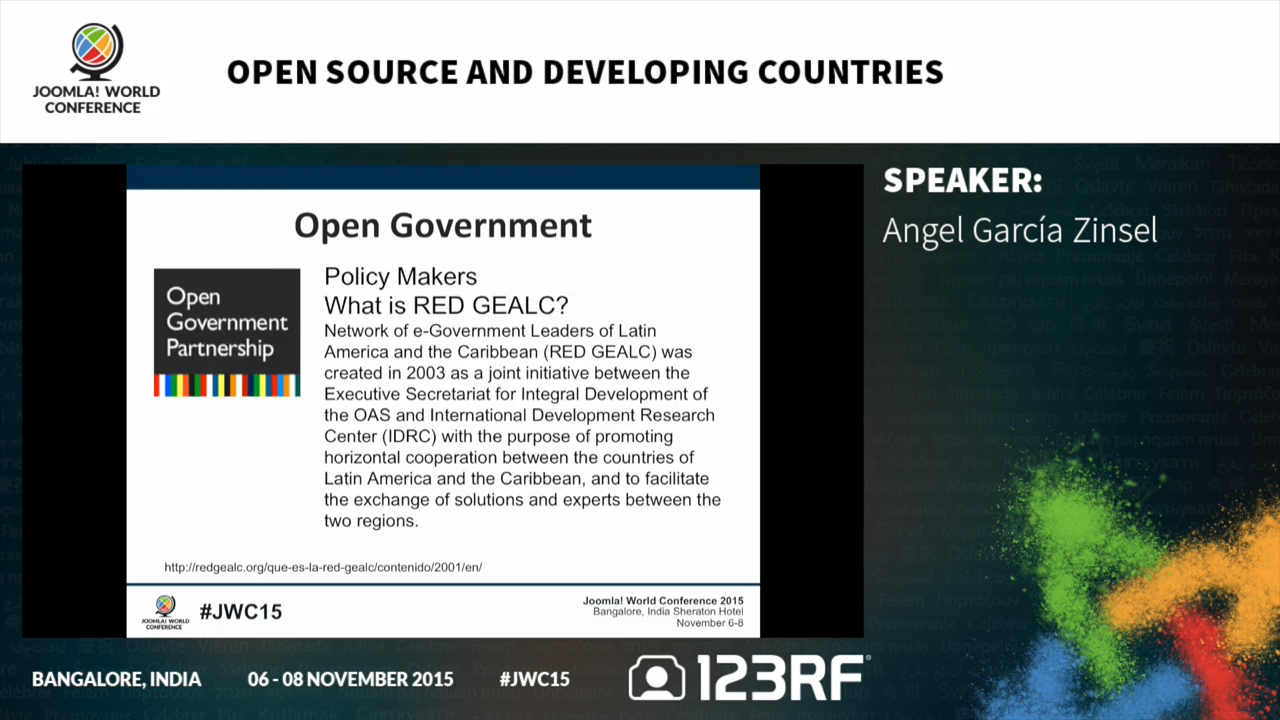 JOOMLA! WORLD
CONFERENCE
OPEN SOURCE AND DEVELOPING COUNTRIES
SPEAKER:
Angel García Zinsel
Open Government
Open
Government
Partnership
Policy Makers
What is RED GEALC?
Network of e-Government Leaders of Latin
America and the Caribbean (RED GEALC) was
created in 2003 as a joint initiative between the
Executive Secretariat for Integral Development of
the OAS and International Development Research
Center (IDRC) with the purpose of promoting
horizontal cooperation between the countries of
Latin America and the Caribbean, and to facilitate
the exchange of solutions and experts between the
two regions.
http://redgealc.org/que-es-la-red-gealc/contenido/2001/en/
JOOMLA! WORLD
CONFERENCE
#JWC15
Joomla! World Conference 2015
Bangalore, India Sheraton Hotel
November 6-8
BANGALORE, INDIA
06 - 08 NOVEMBER 2015
#JWC15
123RF®